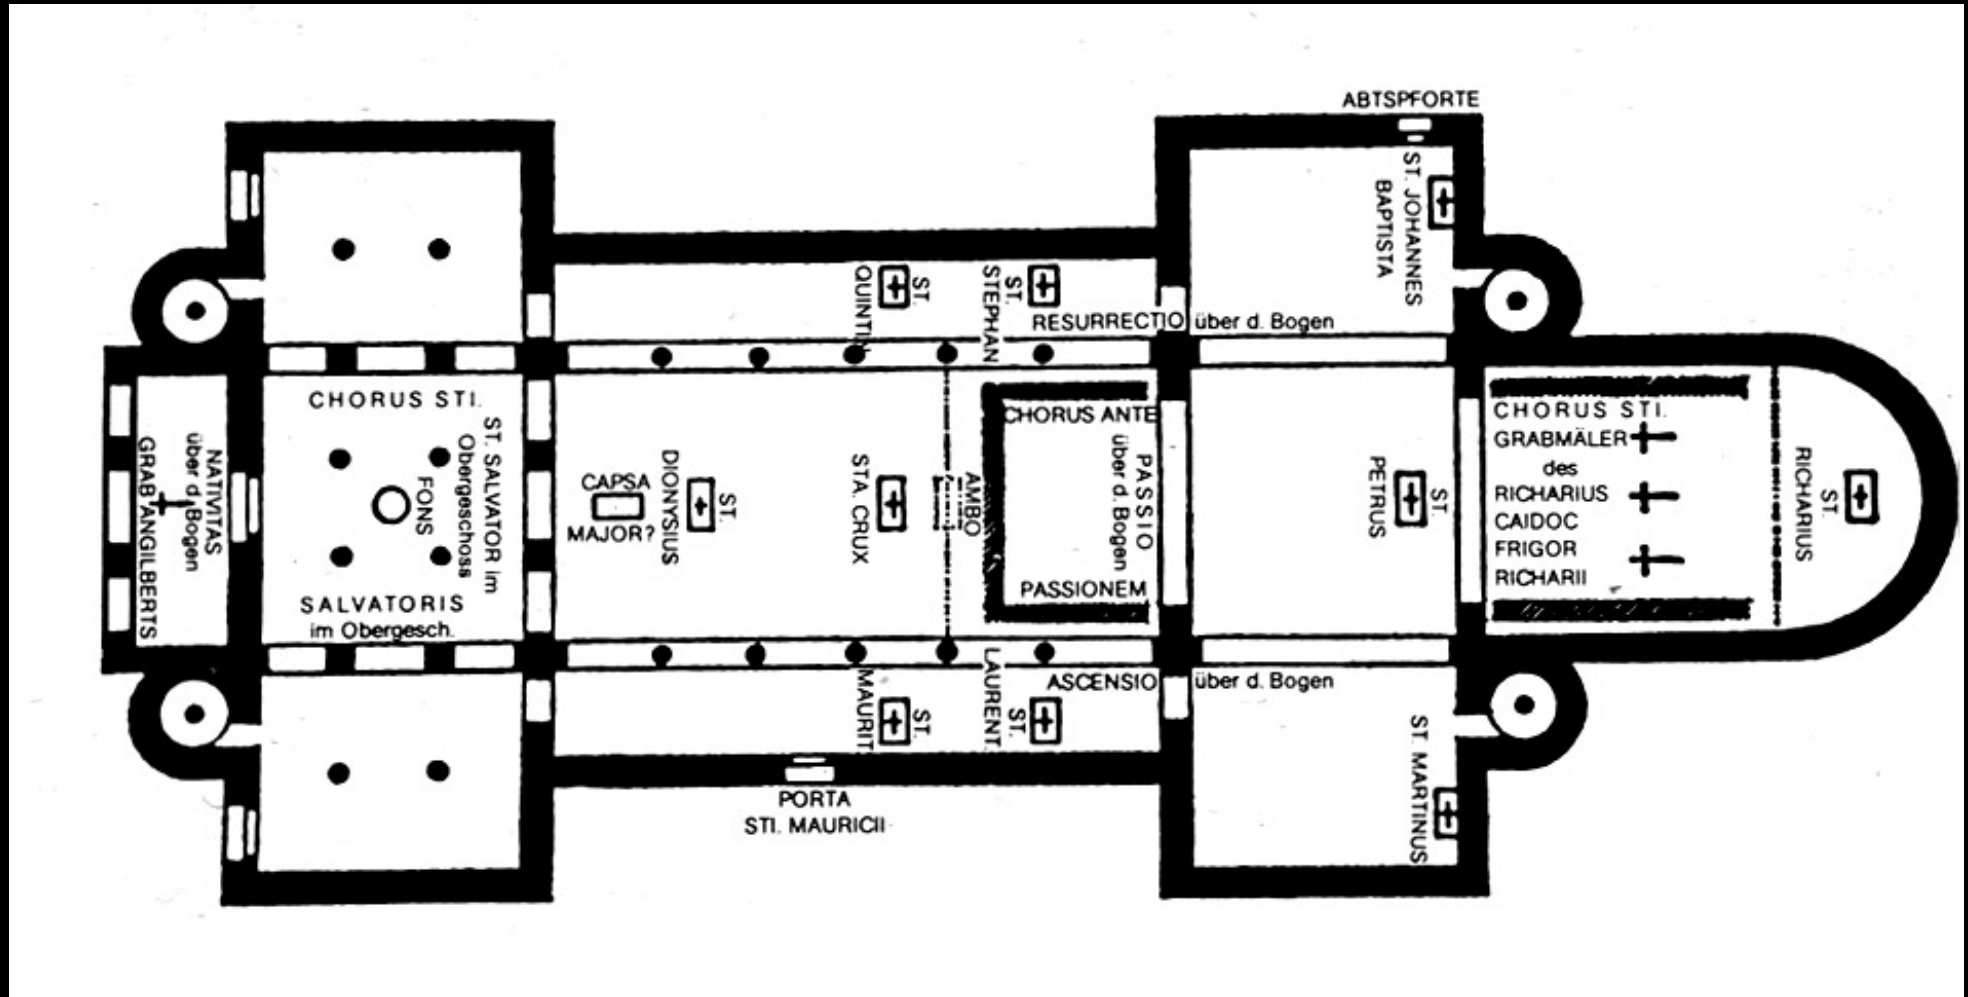 ABTSPFORTE
ST. JOHANNES
BAPTISTA
ST.
QUINTIN
ST.
STEPHAN
RESURRECTIO über d. Bogen
CHORUS STI.
ST. SALVATOR im
Obergeschoss
FONS
SALVATORIS
im Obergesch.
NATIVITAS
über d. Bogen
GRAB ANGILBERTS
CAPSA
MAJOR?
ST.
DIONYSIUS
STA. CRUX
AMBO
CHORUS ANTE
PASSIO
über d. Bogen
PASSIONEM
ST.
PETRUS
CHORUS STI.
GRABMÄLER
des
RICHARIUS
CAIDOC
FRIGOR
RICHARII
ST.
RICHARIUS
ST.
MAURIT.
ST.
LAURENT.
ASCENSIO über d. Bogen
ST. MARTINUS
PORTA
STI. MAURICII